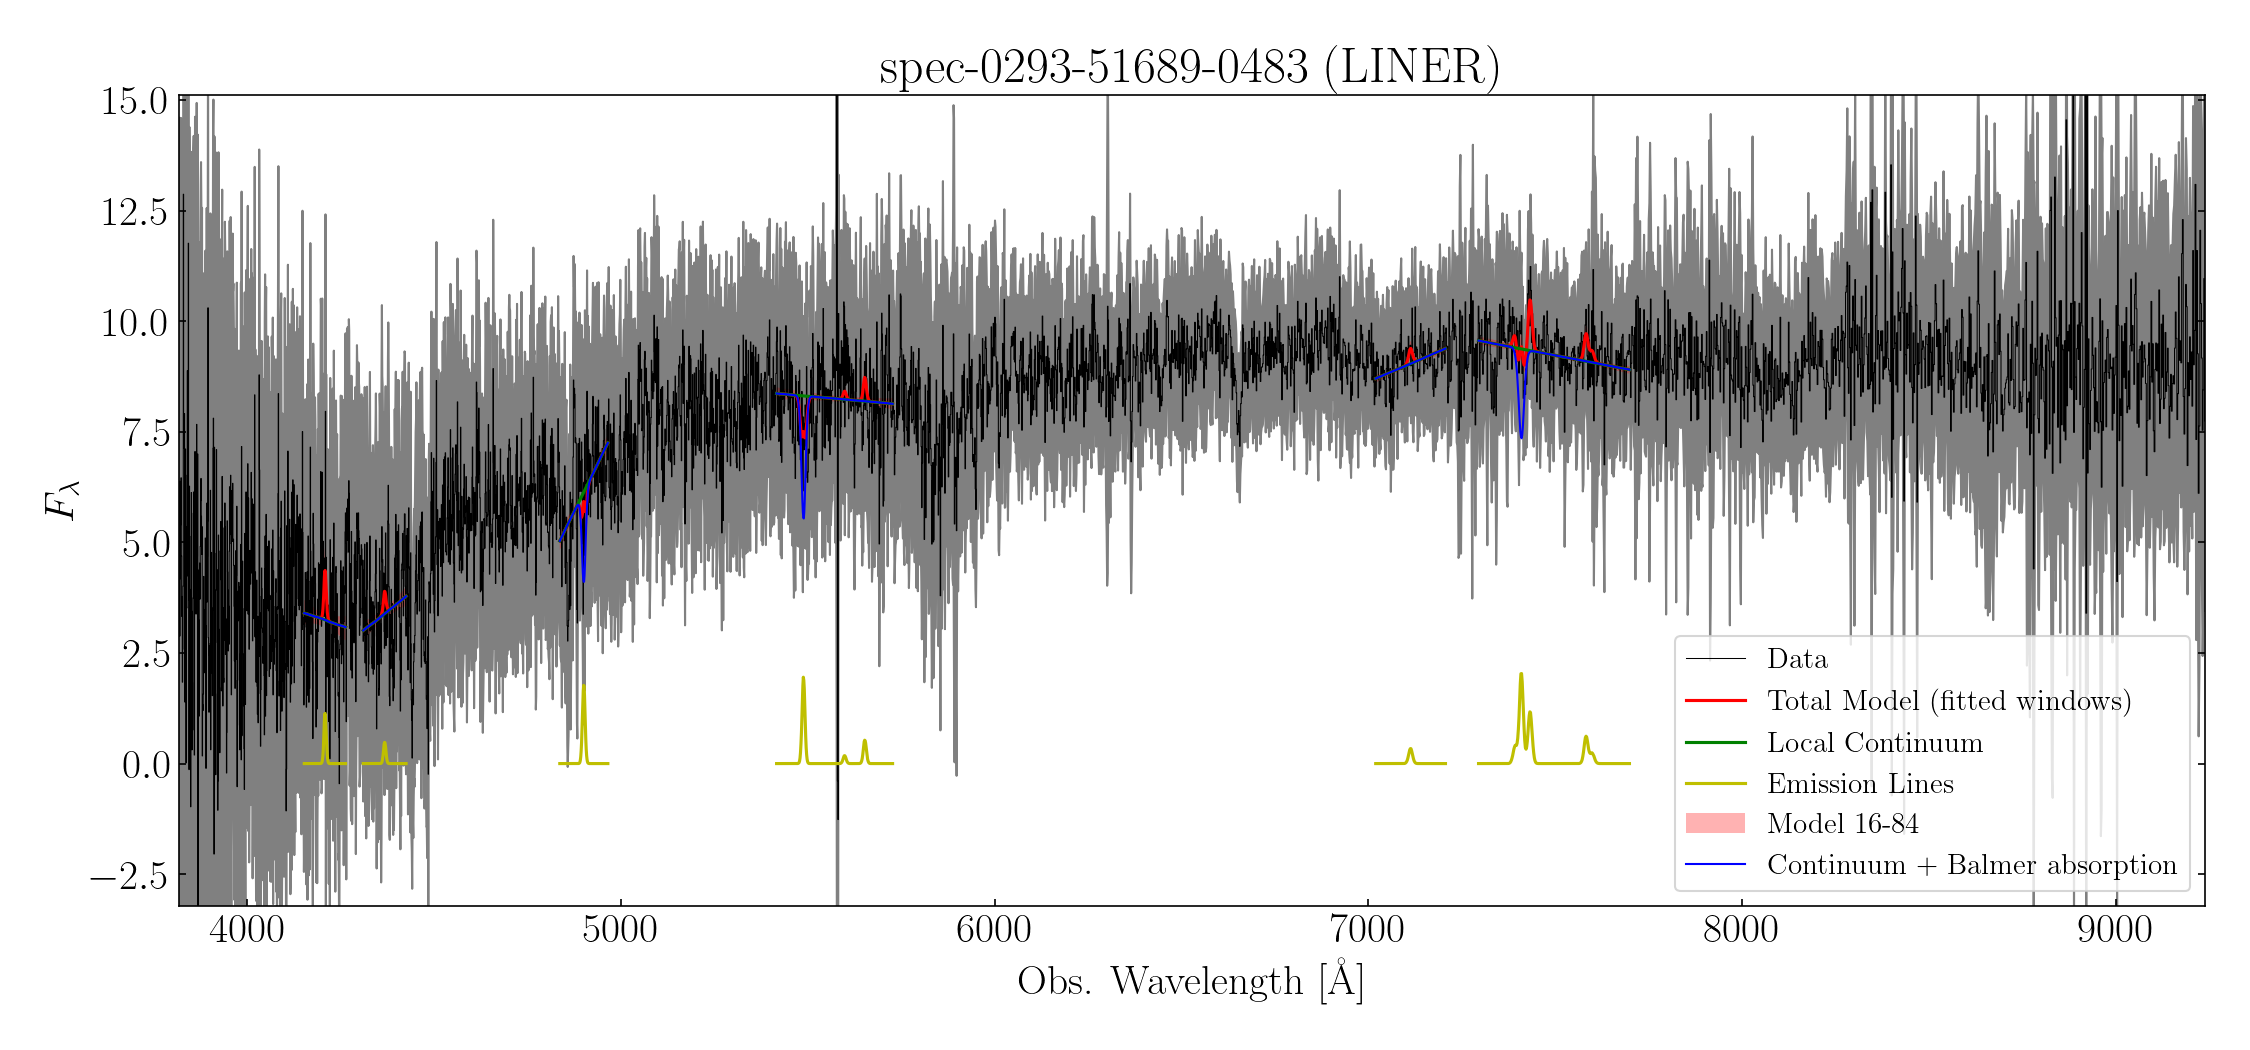 spec-0293-51689-0483 (LINER)
15.0
12.5
10.0
7.5
5.0
2.5
0.0
−2.5
F_λ
4000 5000 6000 7000 8000 9000
Obs. Wavelength [Å]
Data
Total Model (fitted windows)
Local Continuum
Emission Lines
Model 16-84
Continuum + Balmer absorption